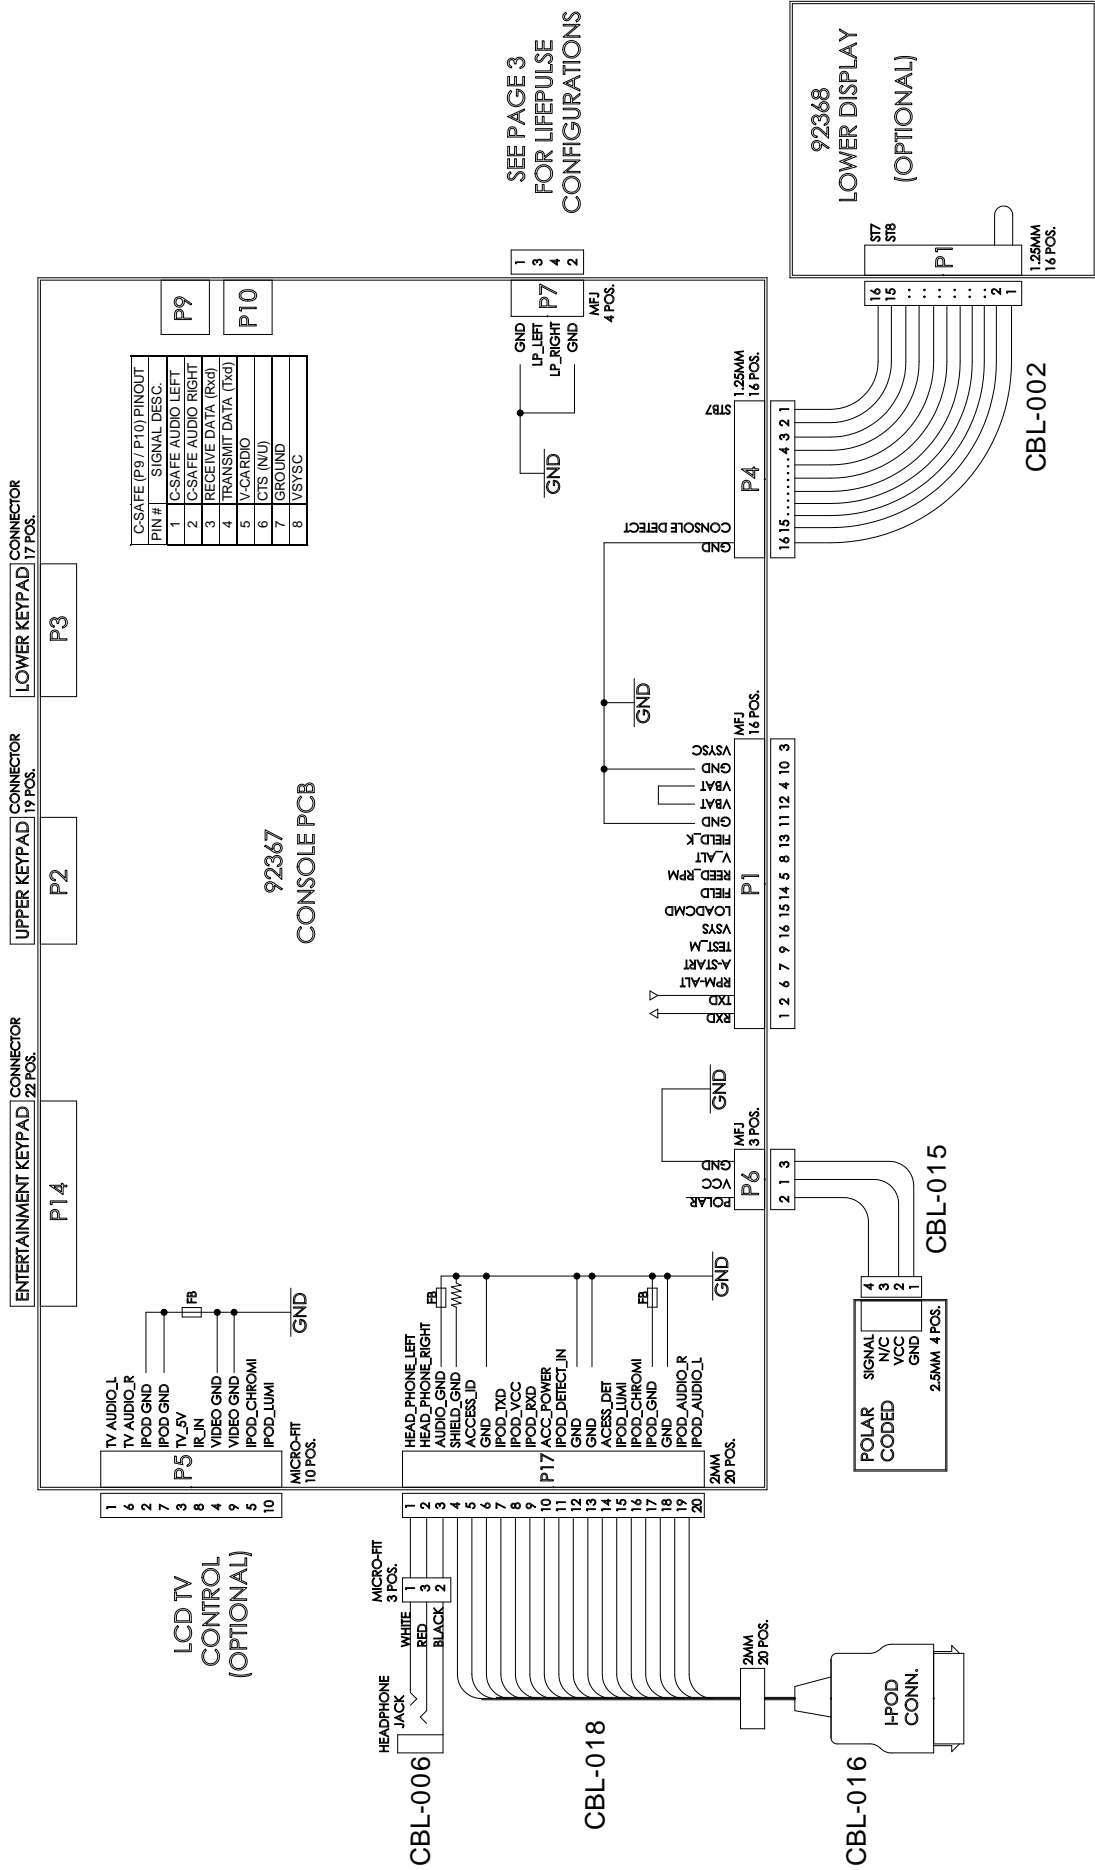 ENTERTAINMENT KEYPAD
CONNECTOR
22 POS.
P14
UPPER KEYPAD
CONNECTOR
19 POS.
P2
LOWER KEYPAD
CONNECTOR
17 POS.
P3
92367
CONSOLE PCB
C-SAFE (P9 / P10) PINOUT
PIN # SIGNAL DESC.
1 C-SAFE AUDIO LEFT
2 C-SAFE AUDIO RIGHT
3 RECEIVE DATA (Rxd)
4 TRANSMIT DATA (Txd)
5 V-CARDIO
6 CTS (N/U)
7 GROUND
8 VSYSC
P9
P10
SEE PAGE 3
FOR LIFEPULSE
CONFIGURATIONS
P7
MFJ
4 POS.
1 GND
3 LP_LEFT
4 LP_RIGHT
2 GND
GND
LCD TV
CONTROL
(OPTIONAL)
P5
MICRO-FIT
10 POS.
1 TV AUDIO_L
6 TV AUDIO_R
2 IPOD GND
7 IPOD GND
3 TV_5V
8 IR_IN
4 VIDEO GND
9 VIDEO GND
5 IPOD_CHROMI
10 IPOD_LUMI
FB
GND
P17
2MM
20 POS.
1 HEAD_PHONE_LEFT
2 HEAD_PHONE_RIGHT
3 AUDIO_GND
4 SHIELD_GND
5 ACCESS_ID
6 GND
7 IPOD_TXD
8 IPOD_VCC
9 IPOD_RXD
10 ACC_POWER
11 IPOD_DETECT_IN
12 GND
13 GND
14 ACESS_DET
15 IPOD_LUMI
16 IPOD_CHROMI
17 IPOD_GND
18 GND
19 IPOD_AUDIO_R
20 IPOD_AUDIO_L
FB
FB
GND
HEADPHONE
JACK
WHITE
RED
BLACK
MICRO-FIT
3 POS.
1
3
2
CBL-006
CBL-018
2MM
20 POS.
I-POD
CONN.
CBL-016
P6
MFJ
3 POS.
POLAR
VCC
GND
2 1 3
GND
POLAR
CODED
SIGNAL
N/C
VCC
GND
4
3
2
1
2.5MM 4 POS.
CBL-015
P1
MFJ
16 POS.
RXD
TXD
RPM-ALT
A-START
TEST_M
VSYS
LOADCMD
FIELD
REED_RPM
V_ALT
FIELD_K
GND
VBAT
VBAT
GND
VSYSC
1 2 6 7 9 16 15 14 5 8 13 11 12 4 10 3
GND
P4
1.25MM
16 POS.
GND
CONSOLE DETECT
STB7
16 15 ......... 4 3 2 1
CBL-002
92368
LOWER DISPLAY
(OPTIONAL)
P1
ST7
ST8
1.25MM
16 POS.
16
15
:
:
:
:
:
:
2
1